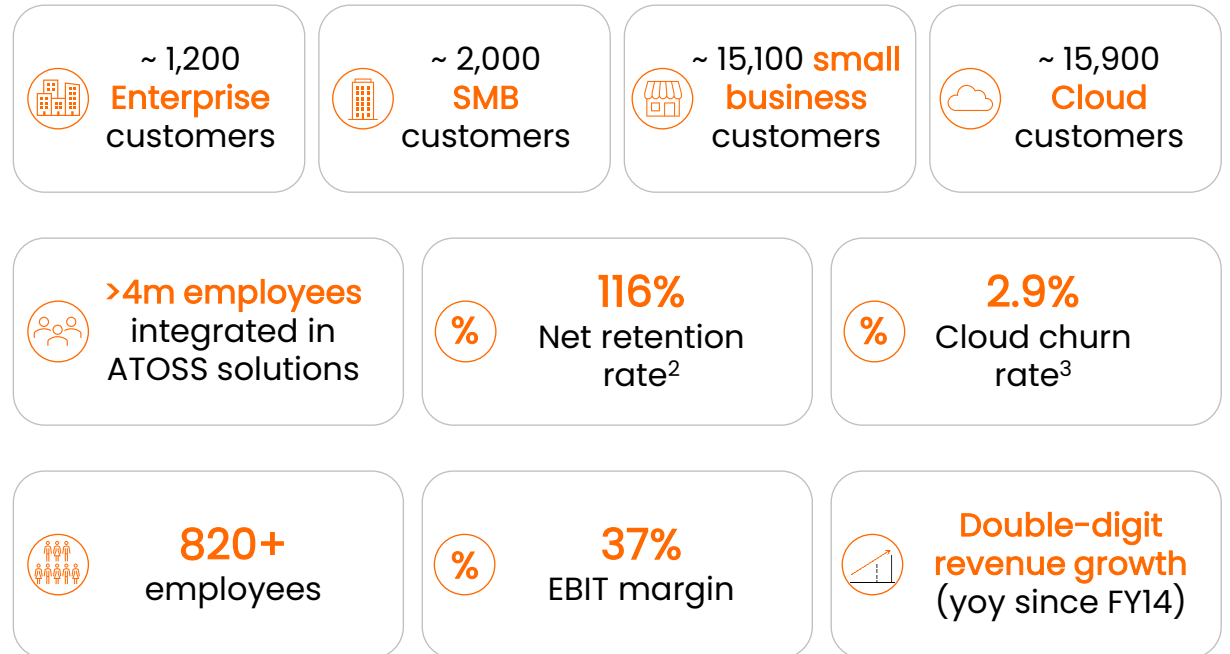 ~ 1,200
Enterprise
customers
~ 2,000
SMB
customers
~ 15,100 small
business
customers
~ 15,900
Cloud
customers
>4m employees
integrated in
ATOSS solutions
%
116%
Net retention
rate²
%
2.9%
Cloud churn
rate³
820+
employees
%
37%
EBIT margin
Double-digit
revenue growth
(yoy since FY14)